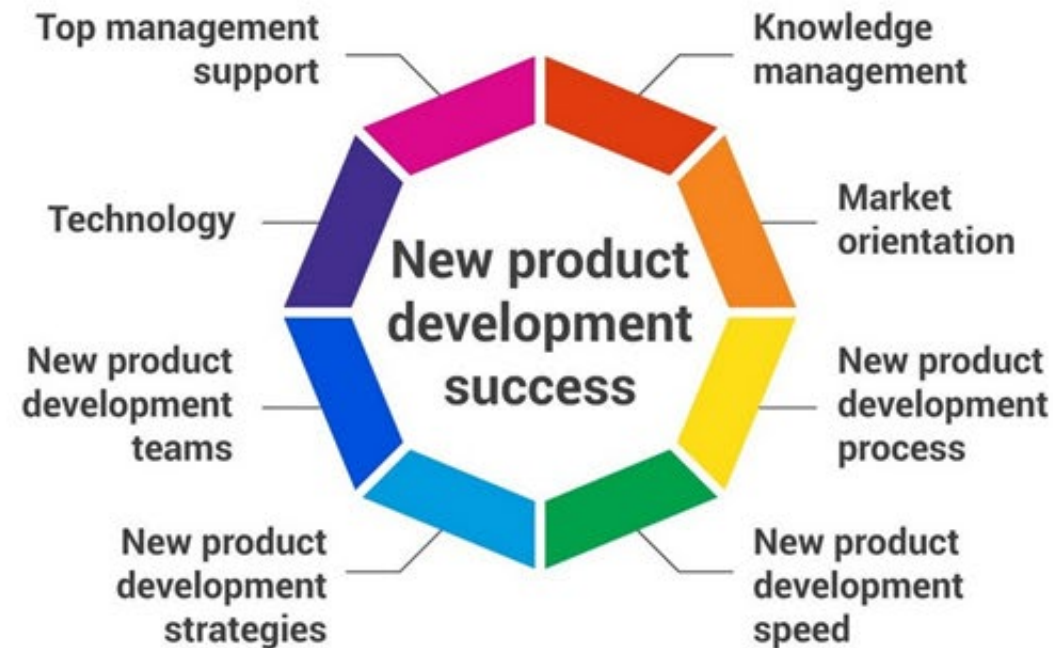 Top management
support
Knowledge
management
Technology
Market
orientation
New product
development
success
New product
development
teams
New product
development
process
New product
development
strategies
New product
development
speed